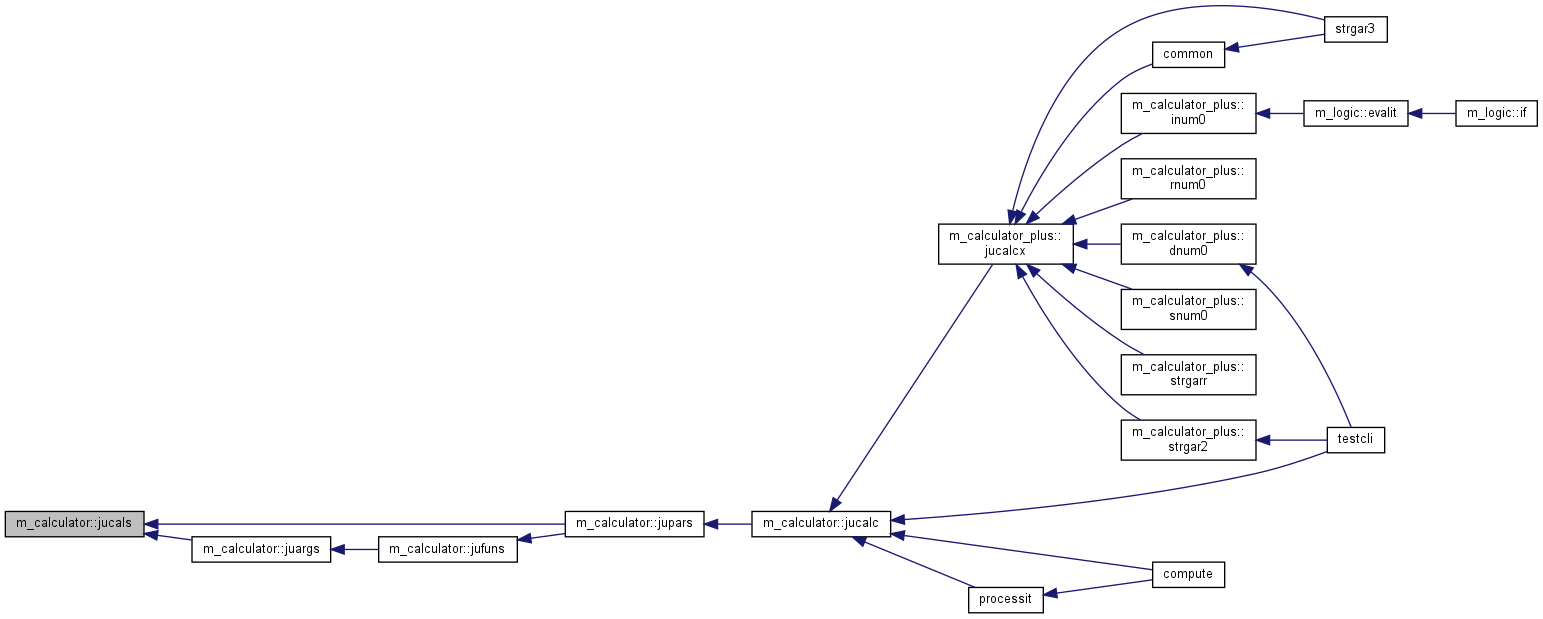 strgar3
common
m_calculator_plus::
inum0
m_logic::evalit
m_logic::if
m_calculator_plus::
rnum0
m_calculator_plus::
jucalcx
m_calculator_plus::
dnum0
m_calculator_plus::
snum0
m_calculator_plus::
strgarr
m_calculator_plus::
strgar2
testcli
m_calculator::jucals
m_calculator::juargs
m_calculator::jufuns
m_calculator::jupars
m_calculator::jucalc
compute
processit